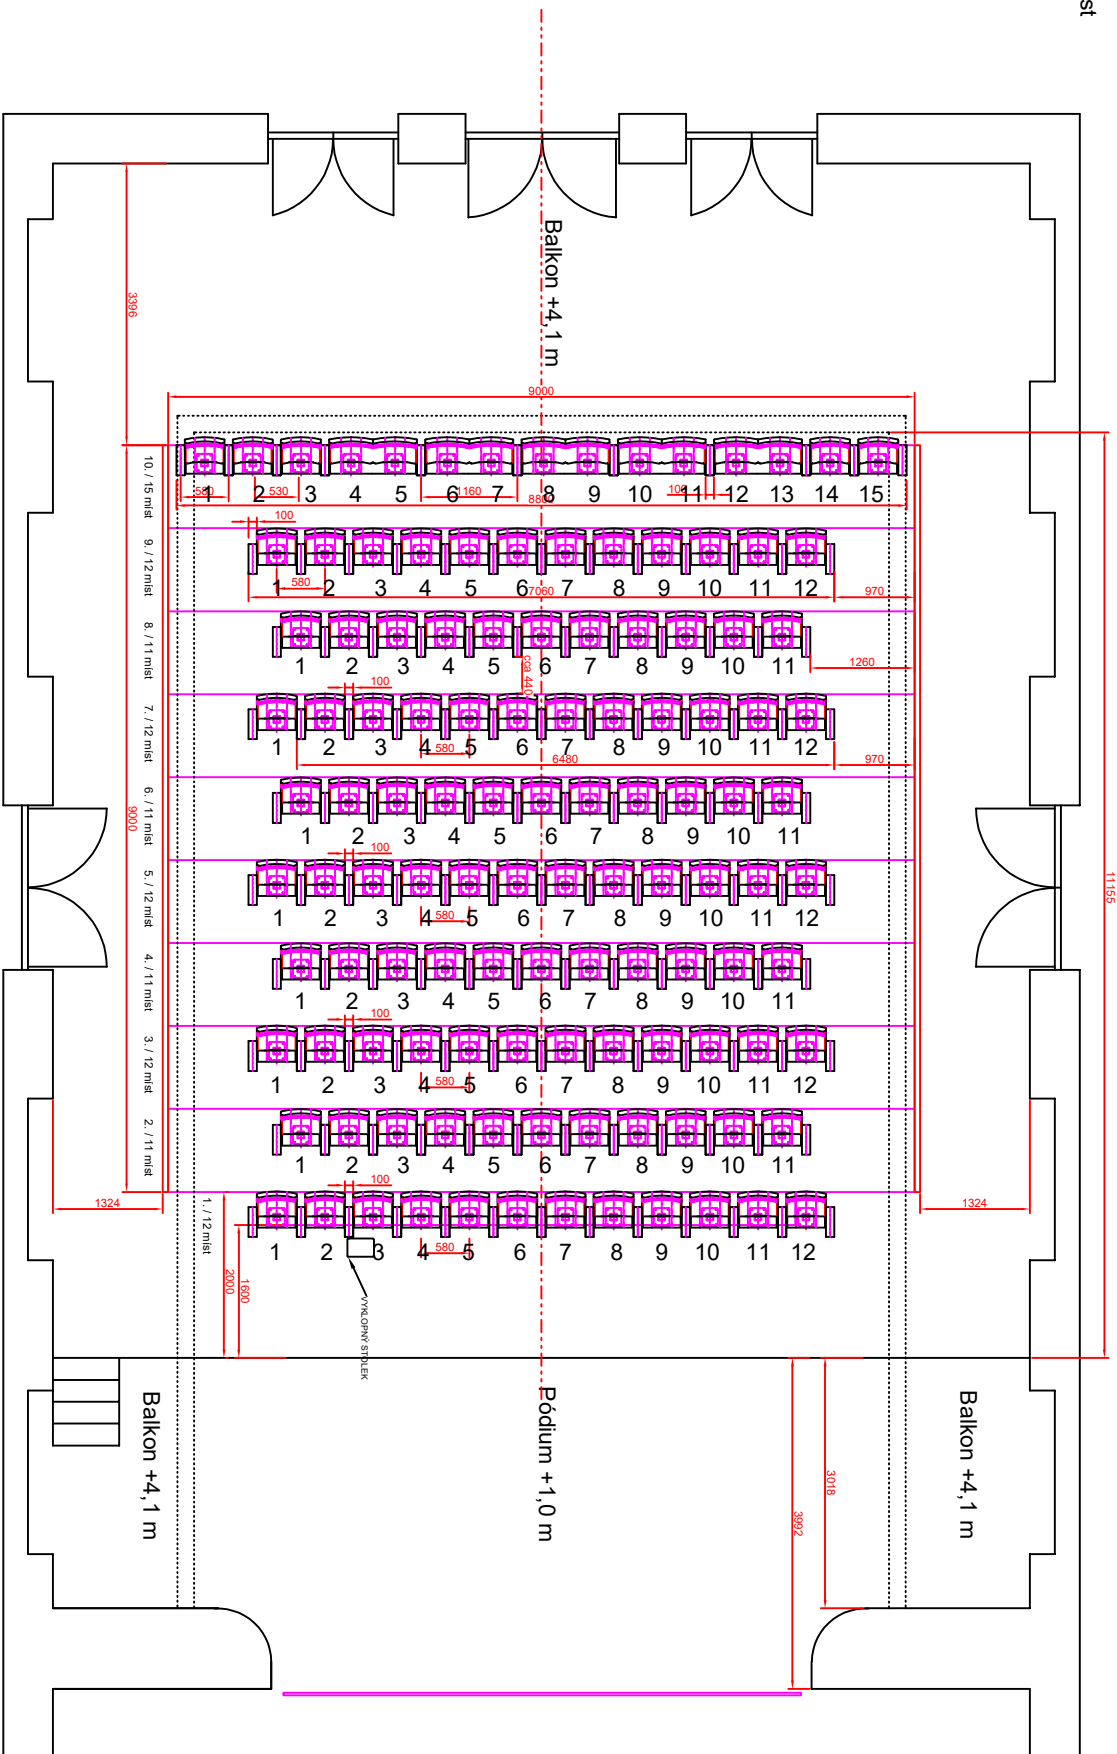 st
Balkon +4,1 m
3396
9000
11155
10. / 15 míst
1 2 3 4 5 6 7 8 9 10 11 12 13 14 15
580
530
1160
100
8800
9. / 12 míst
100
1 2 3 4 5 6 7 8 9 10 11 12
580
7060
970
8. / 11 míst
1 2 3 4 5 6 7 8 9 10 11
cca 440
1260
7. / 12 míst
100
1 2 3 4 5 6 7 8 9 10 11 12
580
6480
970
6. / 11 míst
1 2 3 4 5 6 7 8 9 10 11
9000
5. / 12 míst
100
1 2 3 4 5 6 7 8 9 10 11 12
580
4. / 11 míst
1 2 3 4 5 6 7 8 9 10 11
3. / 12 míst
100
1 2 3 4 5 6 7 8 9 10 11 12
580
2. / 11 míst
1 2 3 4 5 6 7 8 9 10 11
1324
1324
1. / 12 míst
100
1 2 3 4 5 6 7 8 9 10 11 12
580
1600
2000
VÝKLOPNÝ STOLEK
Balkon +4,1 m
Pódium +1,0 m
Balkon +4,1 m
3018
3992